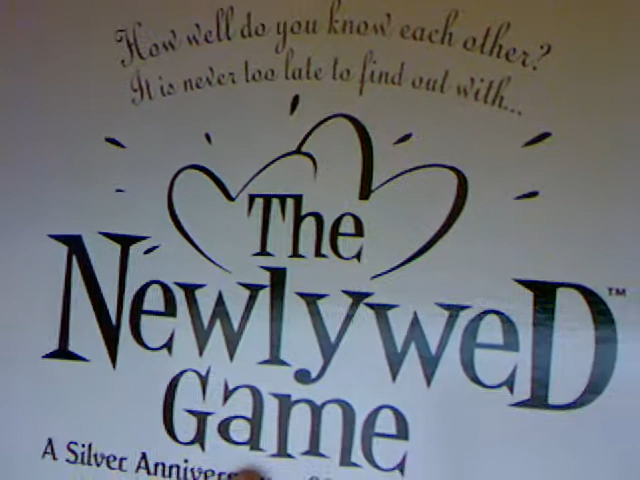 How well do you know each other?
It is never too late to find out with...
The
NewlyweD™
Game
A Silver